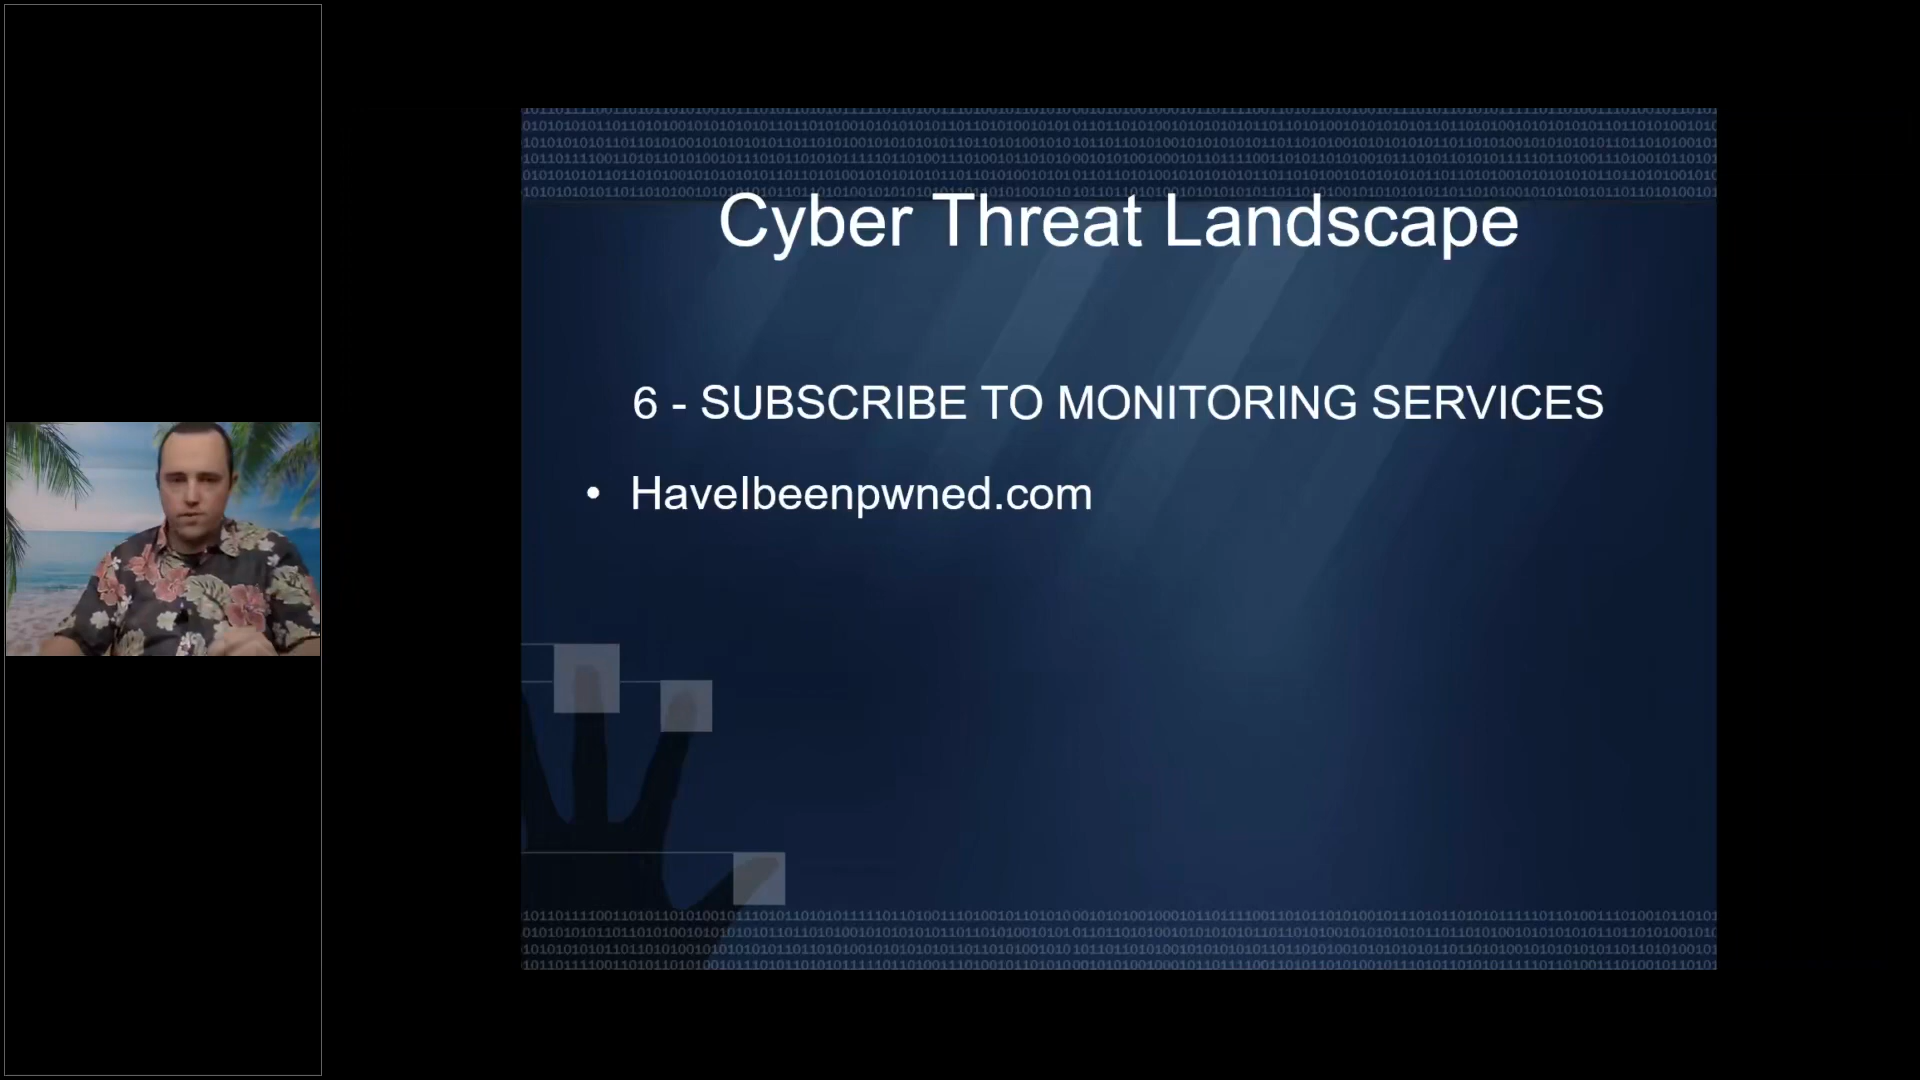 Cyber Threat Landscape
6 - SUBSCRIBE TO MONITORING SERVICES
• HaveIbeenpwned.com